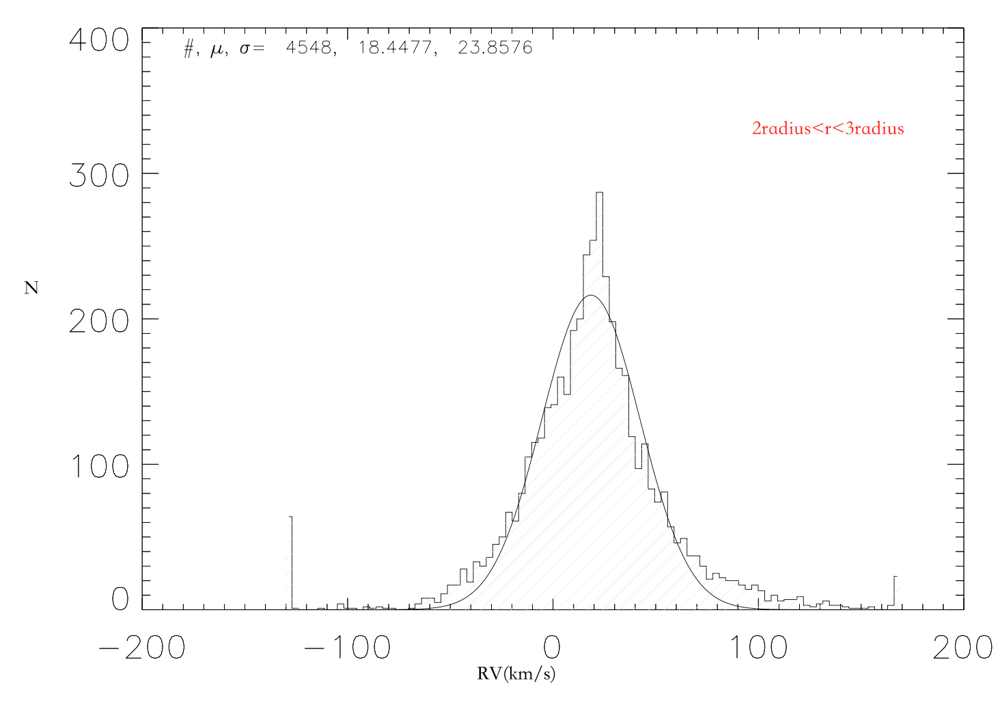 400
#, μ, σ= 4548, 18.4477, 23.8576
2radius<r<3radius
300
N
200
100
0
−200 −100 0 100 200
RV(km/s)